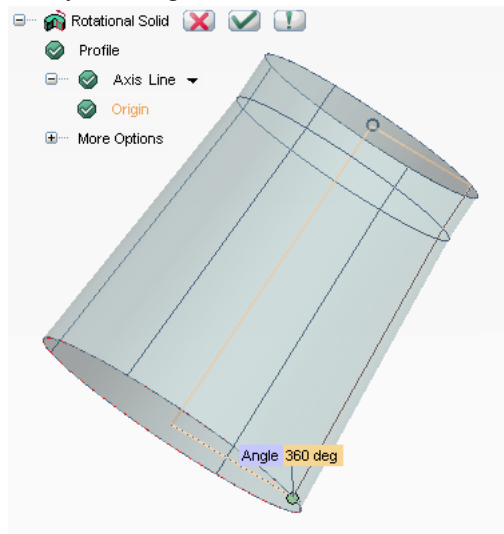 Rotational Solid
Profile
Axis Line
Origin
More Options
Angle 360 deg